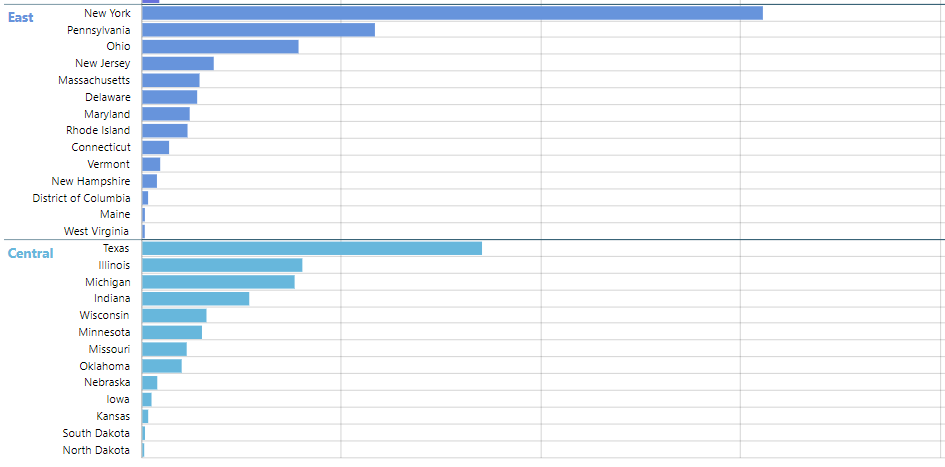 East
New York
Pennsylvania
Ohio
New Jersey
Massachusetts
Delaware
Maryland
Rhode Island
Connecticut
Vermont
New Hampshire
District of Columbia
Maine
West Virginia
Central
Texas
Illinois
Michigan
Indiana
Wisconsin
Minnesota
Missouri
Oklahoma
Nebraska
Iowa
Kansas
South Dakota
North Dakota